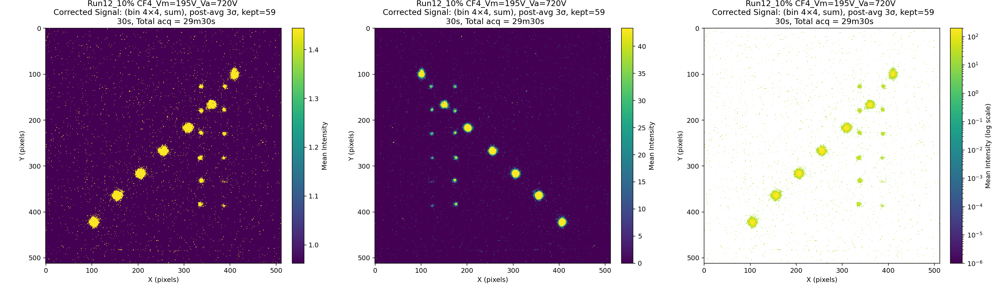 Run12_10% CF4_Vm=195V_Va=720V
Corrected Signal: (bin 4×4, sum), post-avg 3σ, kept=59
30s, Total acq = 29m30s
0
100
200
300
400
500
Y (pixels)
0 100 200 300 400 500
X (pixels)
1.4
1.3
1.2
1.1
1.0
Mean Intensity
Run12_10% CF4_Vm=195V_Va=720V
Corrected Signal: (bin 4×4, sum), post-avg 3σ, kept=59
30s, Total acq = 29m30s
0
100
200
300
400
500
Y (pixels)
0 100 200 300 400 500
X (pixels)
40
35
30
25
20
15
10
5
0
Mean Intensity
Run12_10% CF4_Vm=195V_Va=720V
Corrected Signal: (bin 4×4, sum), post-avg 3σ, kept=59
30s, Total acq = 29m30s
0
100
200
300
400
500
Y (pixels)
0 100 200 300 400 500
X (pixels)
10²
10¹
10⁰
10⁻¹
10⁻²
10⁻³
10⁻⁴
10⁻⁵
10⁻⁶
Mean Intensity (log scale)